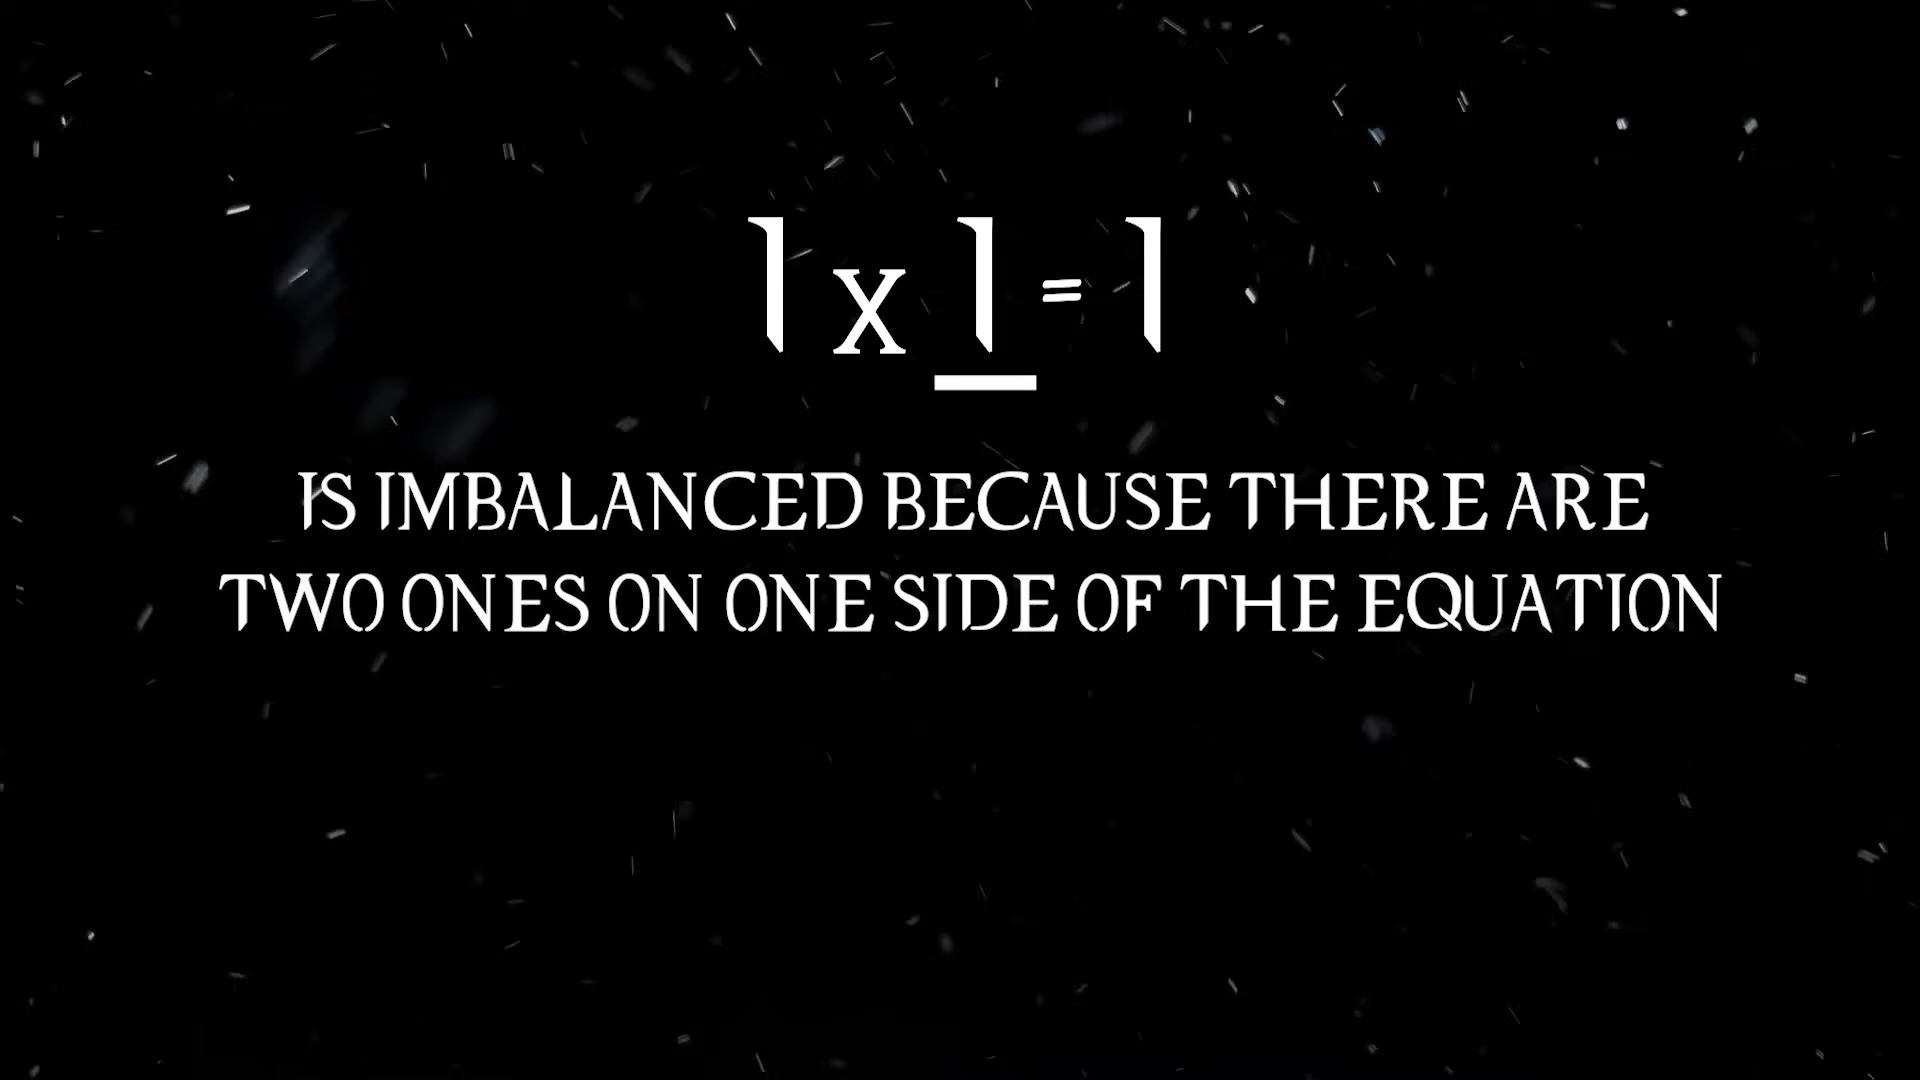 1 x 1 = 1
IS IMBALANCED BECAUSE THERE ARE
TWO ONES ON ONE SIDE OF THE EQUATION